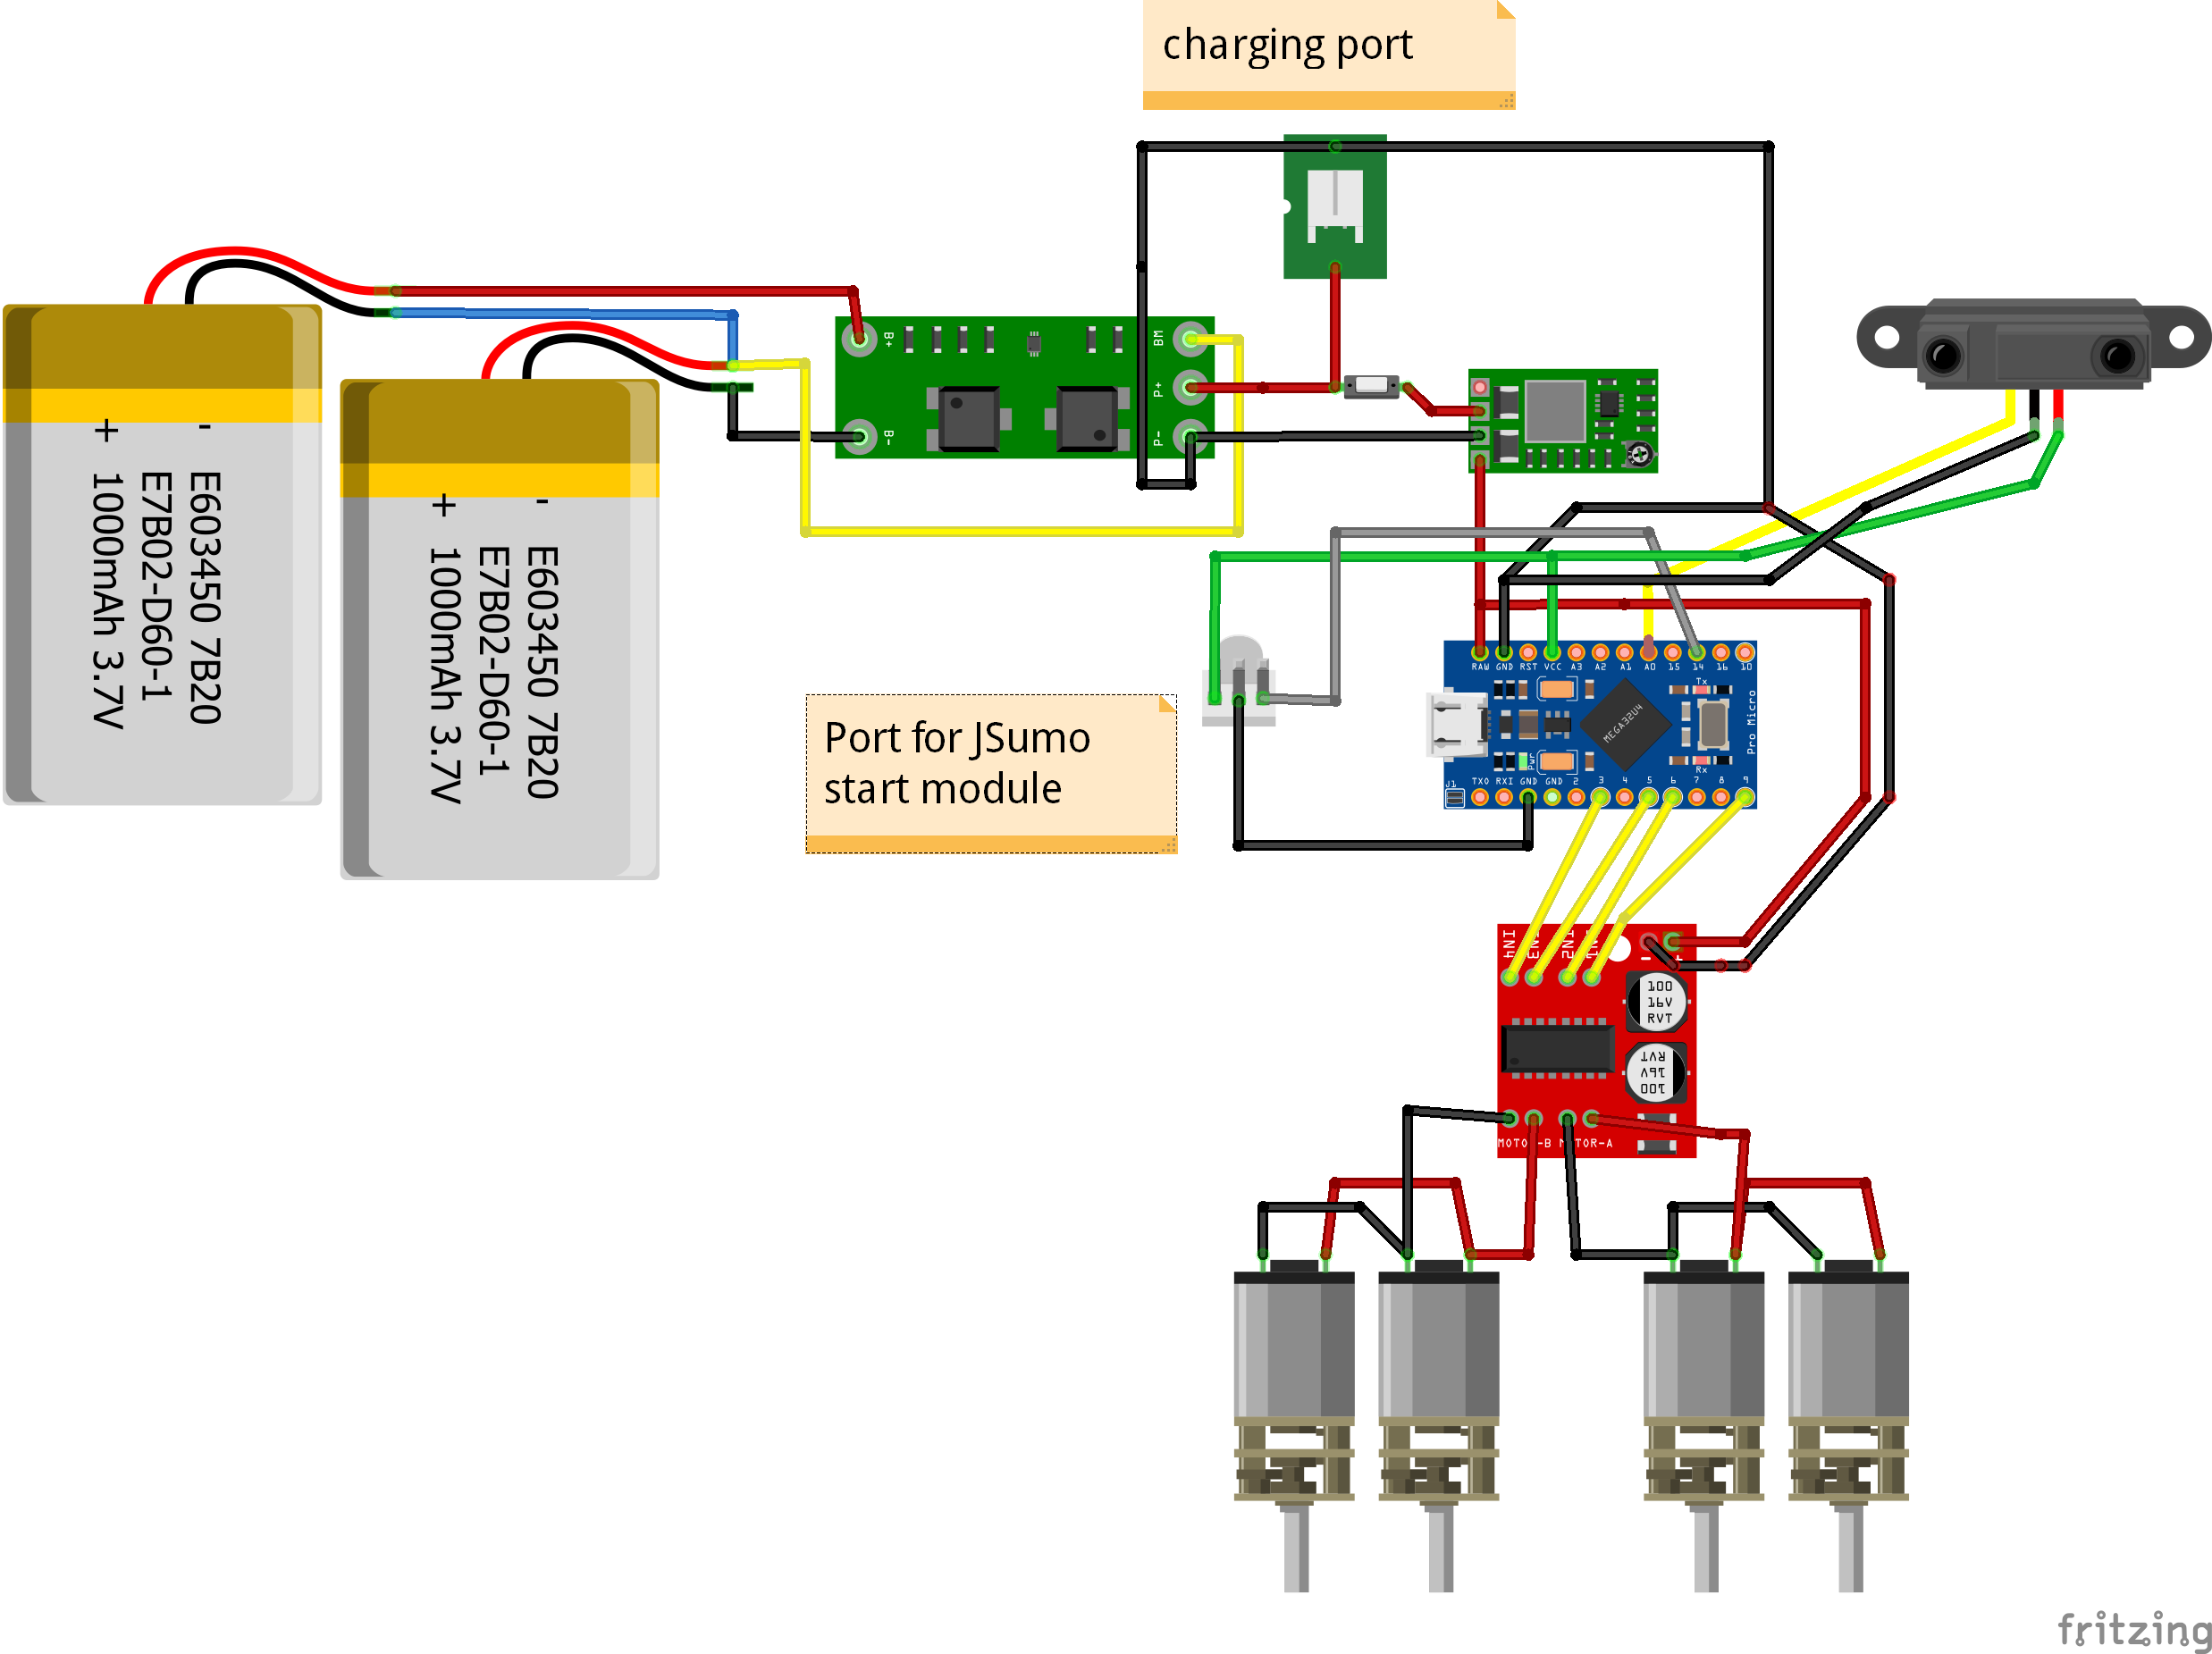 charging port
B+
BM
P+
B-
P-
+ -
E603450 7B20
E7B02-D60-1
1000mAh 3.7V
+ -
E603450 7B20
E7B02-D60-1
1000mAh 3.7V
Port for JSumo
start module
RAW GND RST VCC A3 A2 A1 A0 15 14 16 10
Tx
MEGA32U4
Pro Micro
Pwr
Rx
J1
TX0 RXI GND GND 2 3 4 5 6 7 8 9
IN4 IN2
-
100
16V
RVT
100
16V
RVT
MOTOR-B MOTOR-A
fritzing